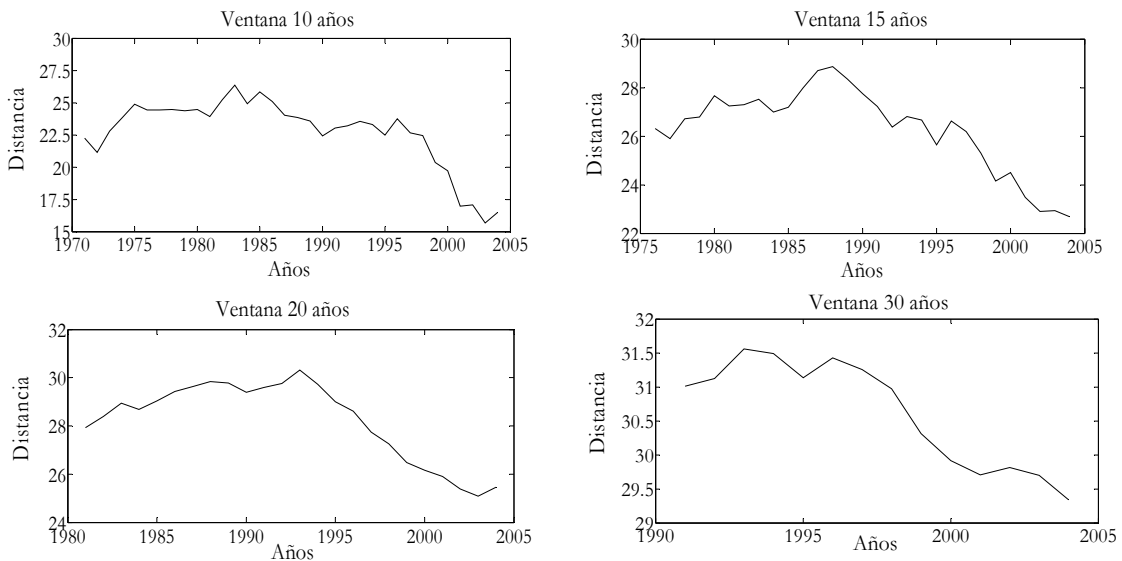 Ventana 10 años
30
27.5
25
22.5
20
17.5
15
Distancia
1970 1975 1980 1985 1990 1995 2000 2005
Años
Ventana 15 años
30
28
26
24
22
Distancia
1975 1980 1985 1990 1995 2000 2005
Años
Ventana 20 años
32
30
28
26
24
Distancia
1980 1985 1990 1995 2000 2005
Años
Ventana 30 años
32
31.5
31
30.5
30
29.5
29
Distancia
1990 1995 2000 2005
Años